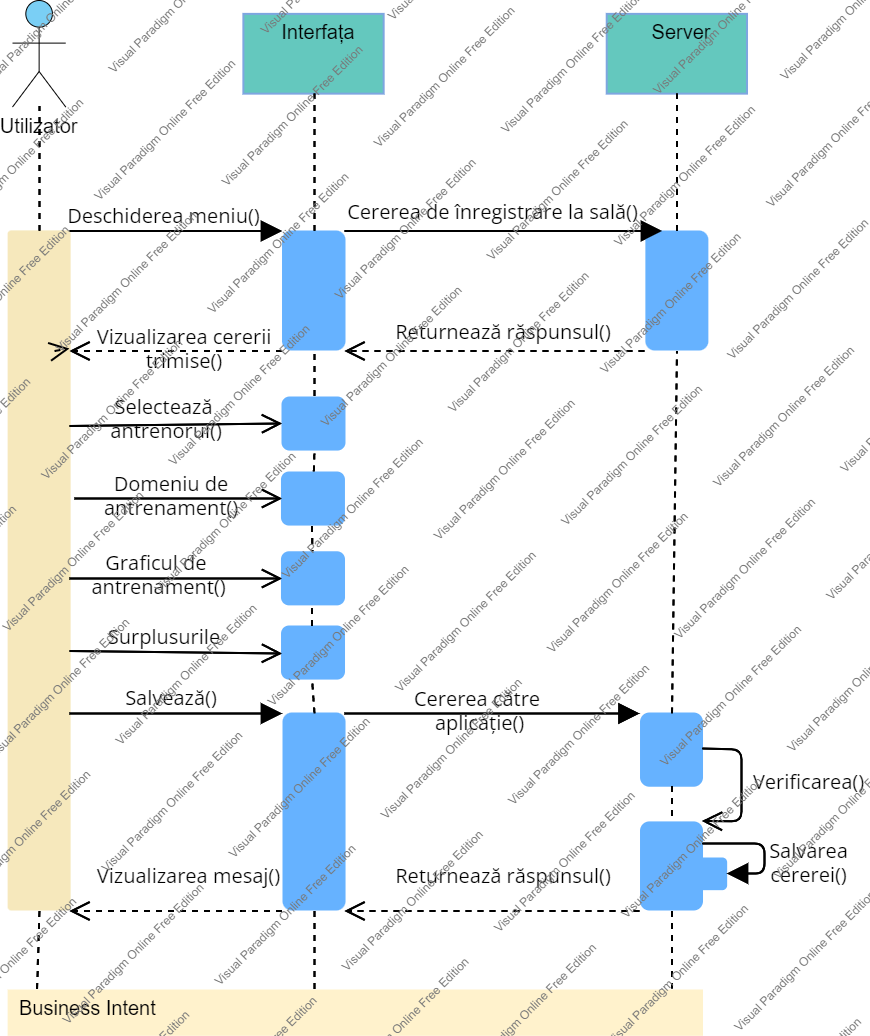 Interfața
Server
Utilizator
Deschiderea meniu()
Cererea de înregistrare la sală()
Vizualizarea cererii
trimise()
Returnează răspunsul()
Selectează
antrenorul()
Domeniu de
antrenament()
Graficul de
antrenament()
Surplusurile
Salvează()
Cererea către
aplicație()
Verificarea()
Salvarea
cererei()
Vizualizarea mesaj()
Returnează răspunsul()
Business Intent
Visual Paradigm Online Free Edition